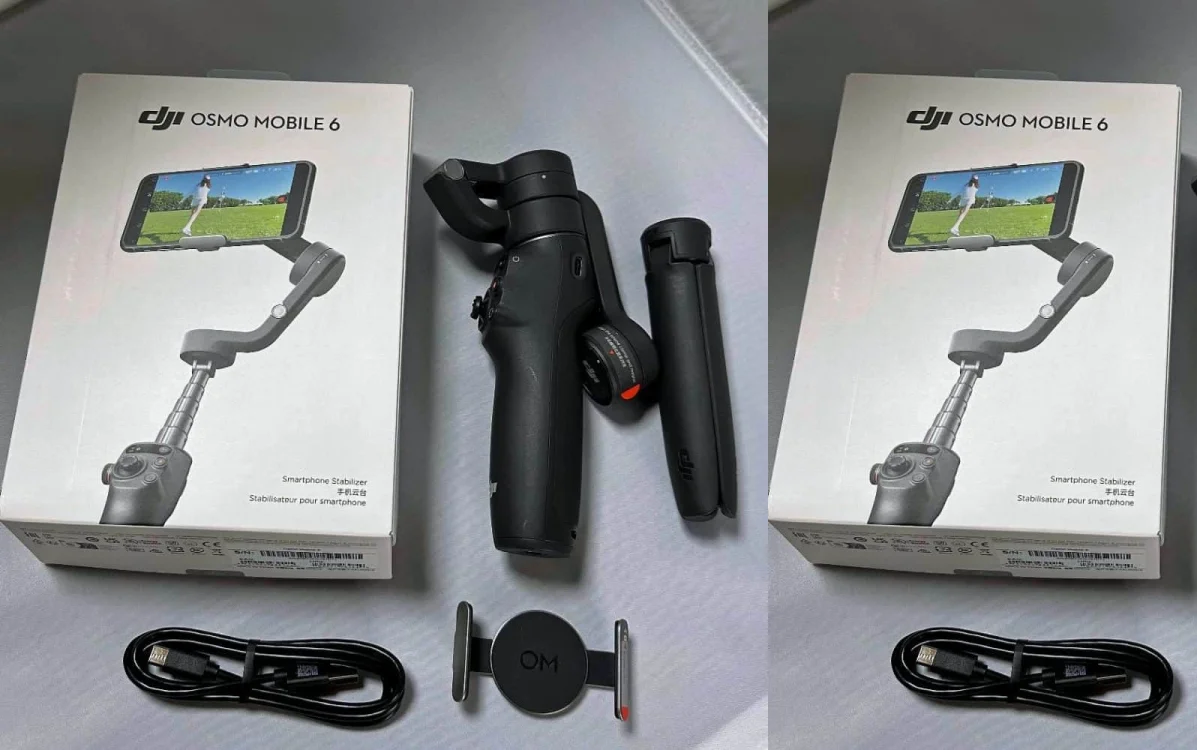 dji OSMO MOBILE 6
Smartphone Stabilizer
手机云台
Stabilisateur pour smartphone
S/N:
dji
OM
dji OSMO MOBILE 6
Smartphone Stabilizer
手机云台
Stabilisateur pour smartphone
S/N: